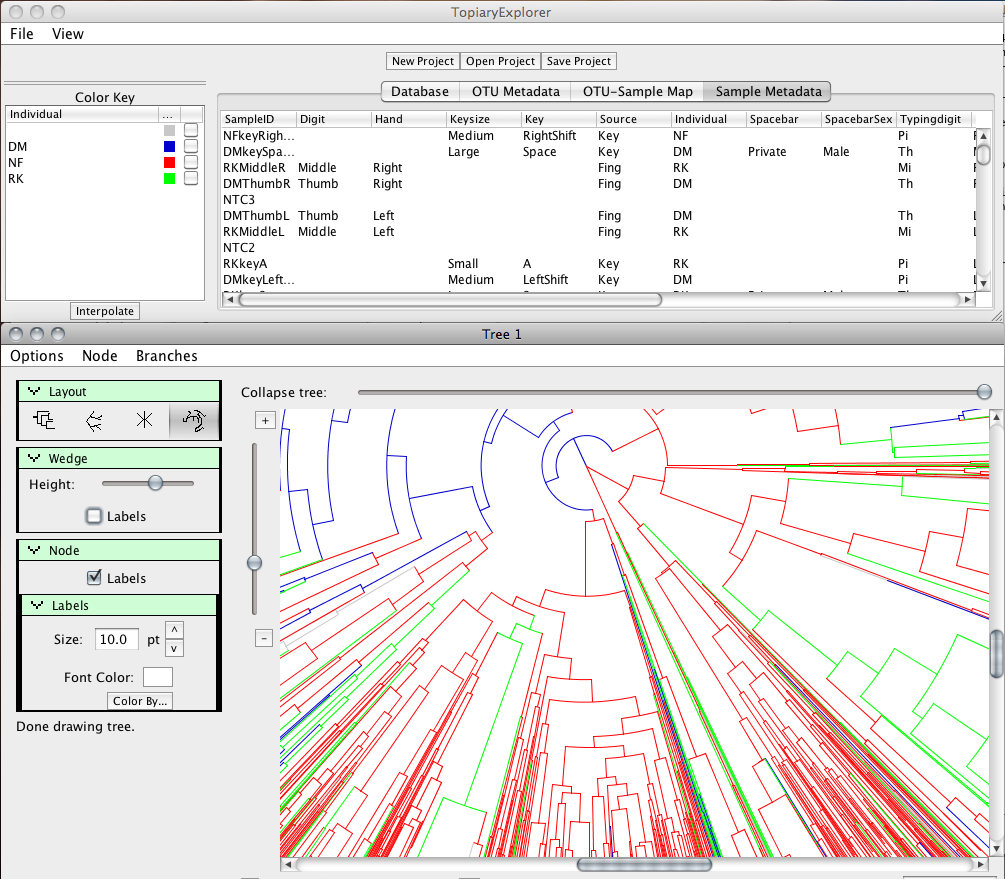 TopiaryExplorer
File View
New Project Open Project Save Project
Color Key
Individual ...
DM
NF
RK
Interpolate
Database OTU Metadata OTU-Sample Map Sample Metadata
SampleID Digit Hand Keysize Key Source Individual Spacebar SpacebarSex Typingdigit
NFkeyRigh... Medium RightShift Key NF Pi
DMkeySpa... Large Space Key DM Private Male Th
RKMiddleR Middle Right Fing RK Mi
DMThumbR Thumb Right Fing DM Th
NTC3
DMThumbL Thumb Left Fing DM Th
RKMiddleL Middle Left Fing RK Mi
NTC2
RKkeyA Small A Key RK Pi
DMkeyLeft... Medium LeftShift Key DM Pi
Tree 1
Options Node Branches
Layout
Wedge
Height:
Labels
Node
Labels
Labels
Size: 10.0 pt
Font Color:
Color By...
Done drawing tree.
Collapse tree:
+
-